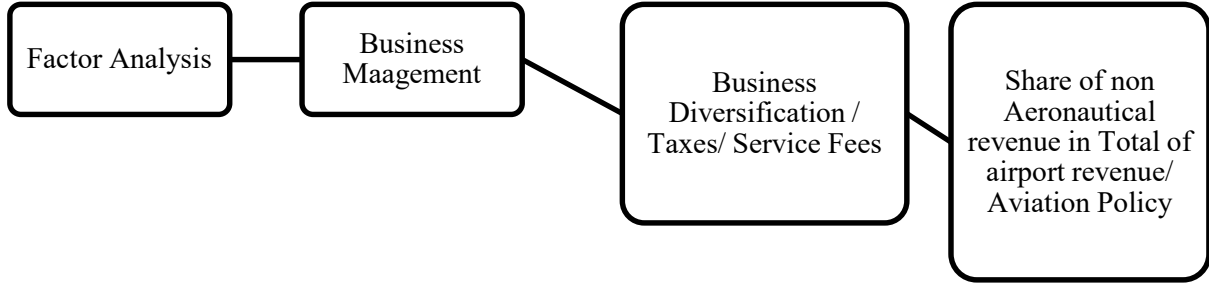 Factor Analysis
Business
Maagement
Business
Diversification /
Taxes/ Service Fees
Share of non
Aeronautical
revenue in Total of
airport revenue/
Aviation Policy